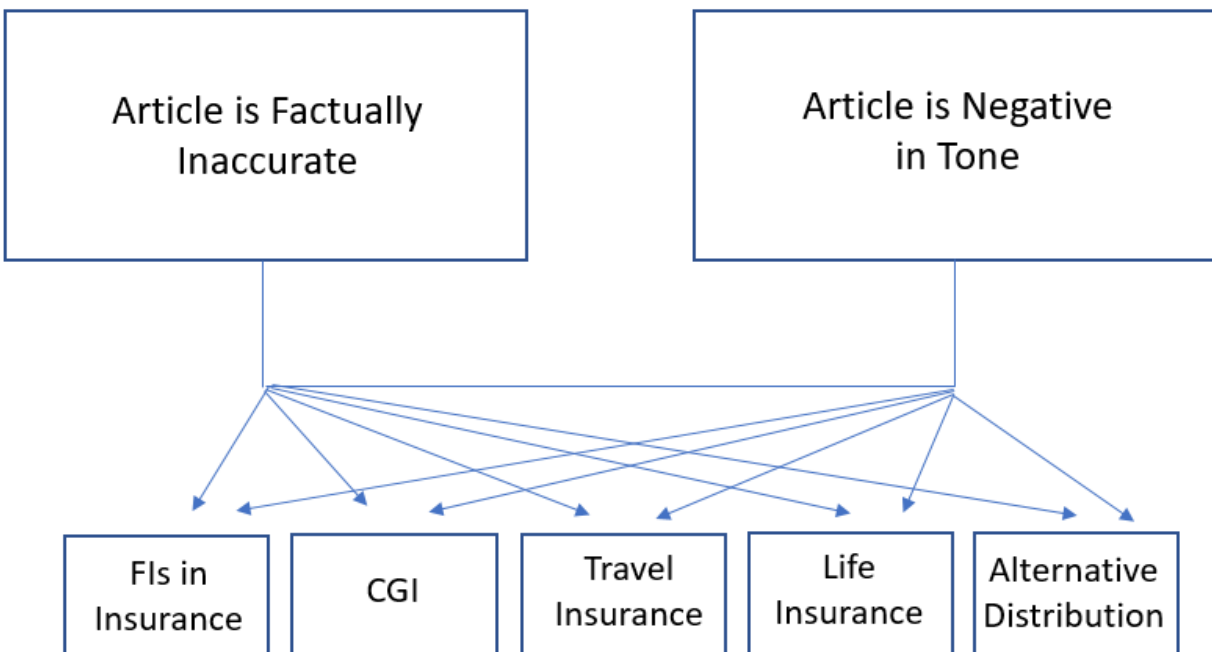 Article is Factually
Inaccurate
Article is Negative
in Tone
FIs in
Insurance
CGI
Travel
Insurance
Life
Insurance
Alternative
Distribution